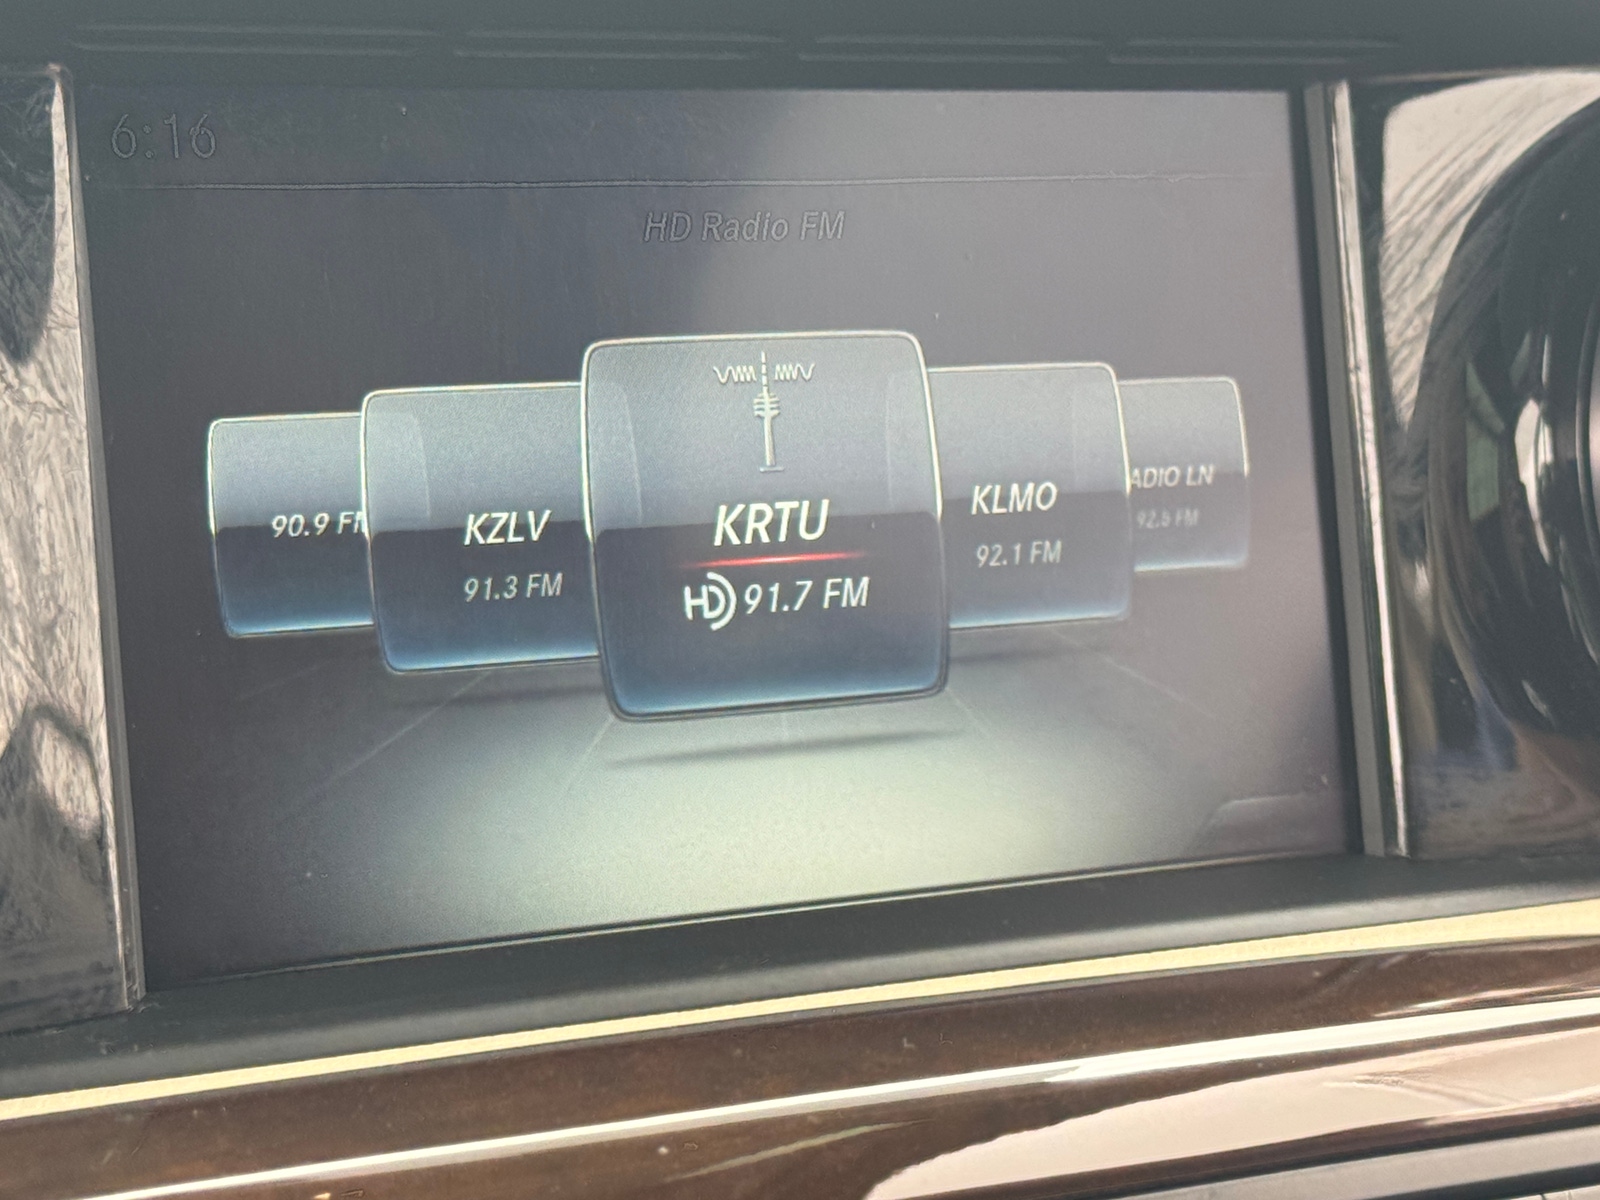 6:16
HD Radio FM
90.9 FM
KZLV
91.3 FM
KRTU
HD 91.7 FM
KLMO
92.1 FM
ADIO LN
92.5 FM